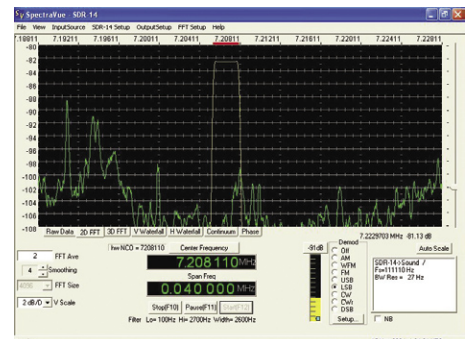 SpectraVue - SDR-14
File View InputSource SDR-14 Setup OutputSetup FFT Setup Help
7.18811 7.19211 7.19611 7.20011 7.20411 7.20811 7.21211 7.21611 7.22011 7.22411 7.22811
-80
-82
-84
-86
-88
-90
-92
-94
-96
-98
-100
-102
-104
-106
-108
Raw Data 2D FFT 3D FFT V Waterfall H Waterfall Continuum Phase
7.2229703 MHz -81.13 dB
2 FFT Ave
4 Smoothing
4096 FFT Size
2 dB/D V Scale
hw NCO = 7208110 Center Frequency
7.208110 MHz
Span Freq
0.040000 MHz
Stop(F10) Pause(F11) Start(F12)
Filter Lo= 100Hz Hi= 2700Hz Width= 2600Hz
-91dB
Demod
Off
AM
WFM
FM
USB
LSB
CW
CWr
DSB
Setup...
Auto Scale
SDR-14->Sound /
Fs=111110 Hz
BW Res = 27 Hz
NB